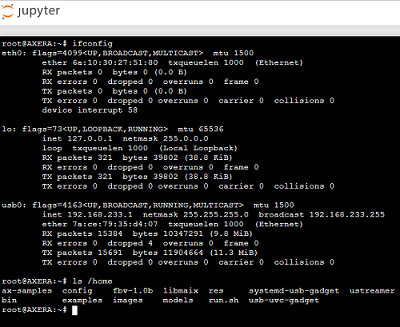 jupyter
root@AXERA:~# ifconfig
eth0: flags=4099<UP,BROADCAST,MULTICAST>  mtu 1500
        ether 6a:10:30:27:51:80  txqueuelen 1000  (Ethernet)
        RX packets 0  bytes 0 (0.0 B)
        RX errors 0  dropped 0  overruns 0  frame 0
        TX packets 0  bytes 0 (0.0 B)
        TX errors 0  dropped 0 overruns 0  carrier 0  collisions 0
        device interrupt 58
lo: flags=73<UP,LOOPBACK,RUNNING>  mtu 65536
        inet 127.0.0.1  netmask 255.0.0.0
        loop  txqueuelen 1000  (Local Loopback)
        RX packets 321  bytes 39802 (38.8 KiB)
        RX errors 0  dropped 0  overruns 0  frame 0
        TX packets 321  bytes 39802 (38.8 KiB)
        TX errors 0  dropped 0 overruns 0  carrier 0  collisions 0
usb0: flags=4163<UP,BROADCAST,RUNNING,MULTICAST>  mtu 1500
        inet 192.168.233.1  netmask 255.255.255.0  broadcast 192.168.233.255
        ether 7a:ce:79:35:d4:07  txqueuelen 1000  (Ethernet)
        RX packets 15384  bytes 10347291 (9.8 MiB)
        RX errors 0  dropped 4  overruns 0  frame 0
        TX packets 15691  bytes 11904664 (11.3 MiB)
        TX errors 0  dropped 0 overruns 0  carrier 0  collisions 0
root@AXERA:~# ls /home
ax-samples  config    fbv-1.0b  libmaix  res     systemd-usb-gadget  ustreamer
bin         examples  images    models   run.sh  usb-uvc-gadget
root@AXERA:~#